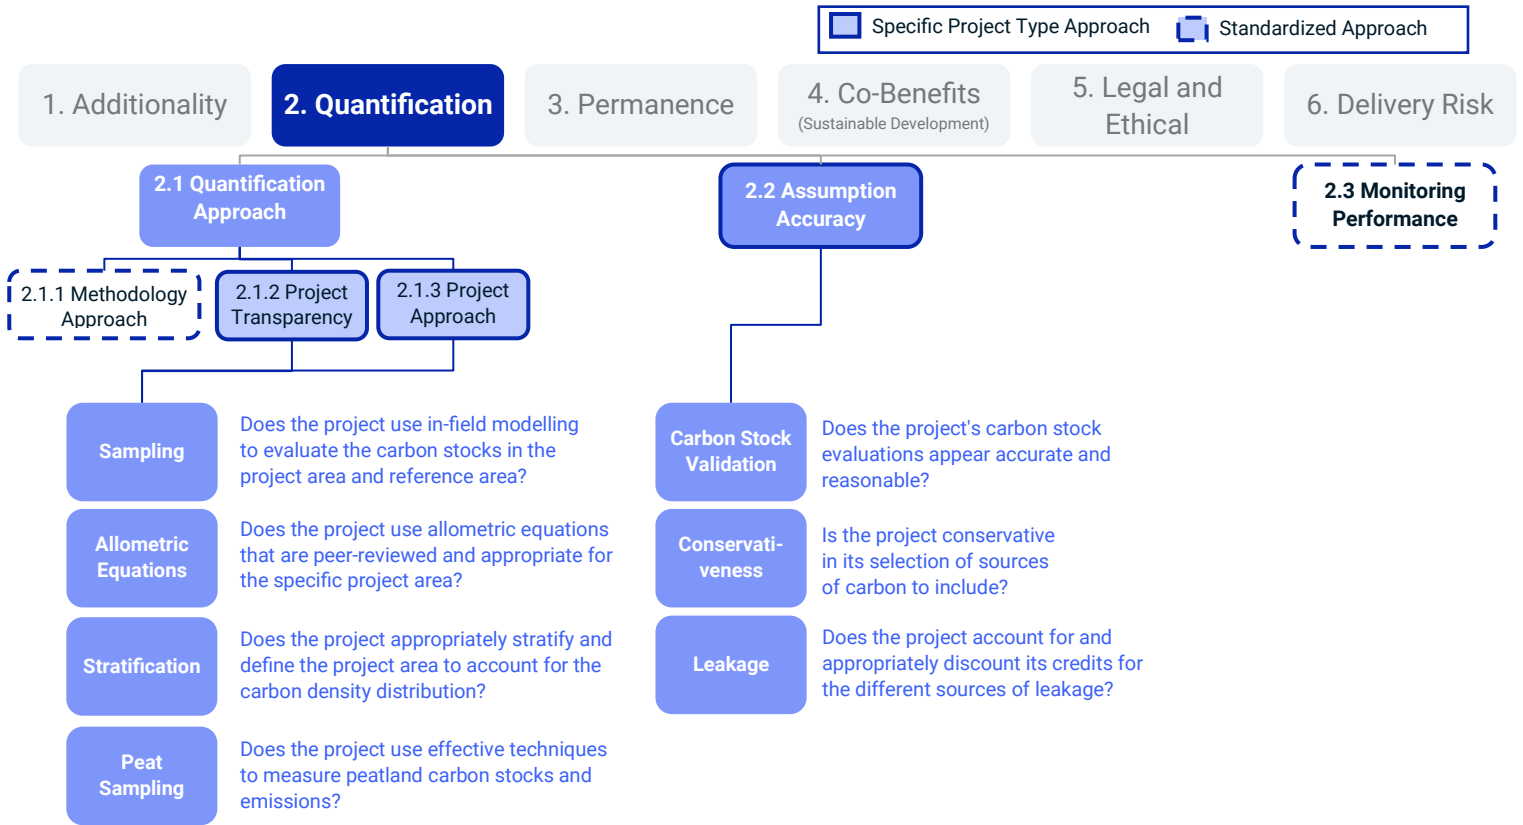 Specific Project Type Approach
Standardized Approach
1. Additionality
2. Quantification
3. Permanence
4. Co-Benefits
(Sustainable Development)
5. Legal and
Ethical
6. Delivery Risk
2.1 Quantification
Approach
2.2 Assumption
Accuracy
2.3 Monitoring
Performance
2.1.1 Methodology
Approach
2.1.2 Project
Transparency
2.1.3 Project
Approach
Sampling
Does the project use in-field modelling
to evaluate the carbon stocks in the
project area and reference area?
Allometric
Equations
Does the project use allometric equations
that are peer-reviewed and appropriate for
the specific project area?
Stratification
Does the project appropriately stratify and
define the project area to account for the
carbon density distribution?
Peat
Sampling
Does the project use effective techniques
to measure peatland carbon stocks and
emissions?
Carbon Stock
Validation
Does the project's carbon stock
evaluations appear accurate and
reasonable?
Conservati-
veness
Is the project conservative
in its selection of sources
of carbon to include?
Leakage
Does the project account for and
appropriately discount its credits for
the different sources of leakage?